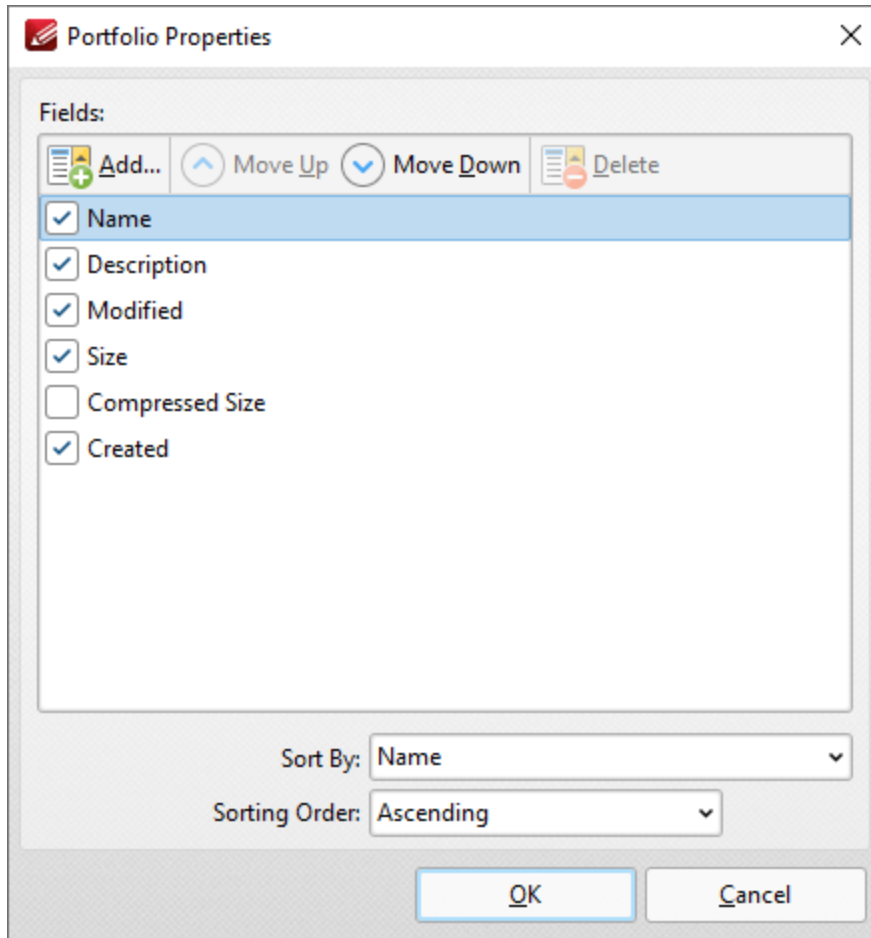 Portfolio Properties
Fields:
Add... Move Up Move Down Delete
Name
Description
Modified
Size
Compressed Size
Created
Sort By: Name
Sorting Order: Ascending
OK Cancel